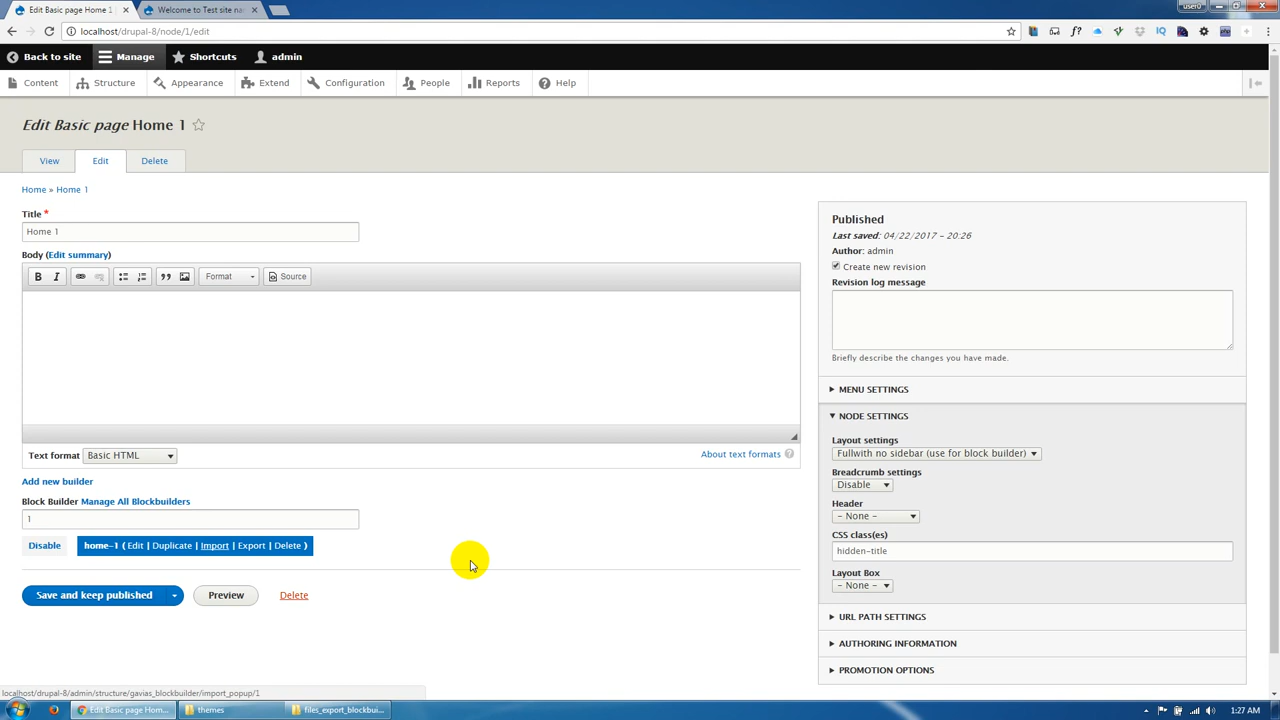 Edit Basic page Home 1
Welcome to Test site na
user0
localhost/drupal-8/node/1/edit
Back to site
Manage
Shortcuts
admin
Content
Structure
Appearance
Extend
Configuration
People
Reports
Help
Edit Basic page Home 1
View
Edit
Delete
Home » Home 1
Title *
Home 1
Body (Edit summary)
Format
Source
Text format Basic HTML
About text formats
Add new builder
Block Builder Manage All Blockbuilders
1
Disable
home-1 ( Edit | Duplicate | Import | Export | Delete )
Save and keep published
Preview
Delete
Published
Last saved: 04/22/2017 - 20:26
Author: admin
Create new revision
Revision log message
Briefly describe the changes you have made.
MENU SETTINGS
NODE SETTINGS
Layout settings
Fullwith no sidebar (use for block builder)
Breadcrumb settings
Disable
Header
- None -
CSS class(es)
hidden-title
Layout Box
- None -
URL PATH SETTINGS
AUTHORING INFORMATION
PROMOTION OPTIONS
localhost/drupal-8/admin/structure/gavias_blockbuilder/import_popup/1
Edit Basic page Hom...
themes
files_export_blockbui...
1:27 AM